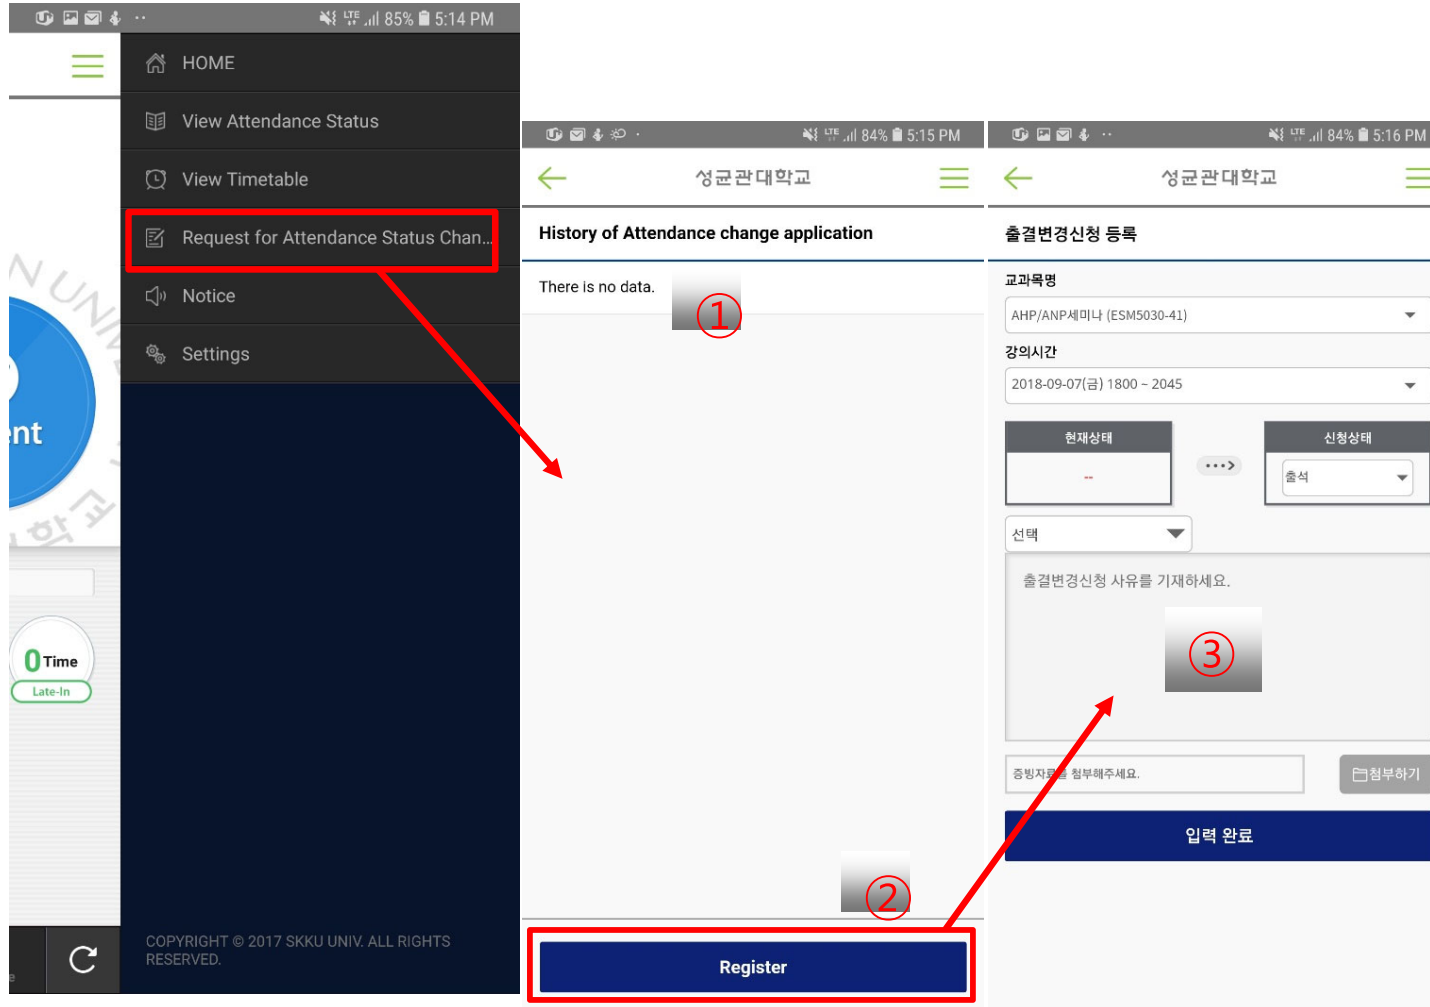 85% 5:14 PM
HOME
View Attendance Status
View Timetable
Request for Attendance Status Chan...
Notice
Settings
NUNIVE
ent
학교
0 Time
Late-In
e
COPYRIGHT © 2017 SKKU UNIV. ALL RIGHTS
RESERVED.
LTE 84% 5:15 PM
성균관대학교
History of Attendance change application
There is no data.
①
②
Register
LTE 84% 5:16 PM
성균관대학교
출결변경신청 등록
교과목명
AHP/ANP세미나 (ESM5030-41)
강의시간
2018-09-07(금) 1800 ~ 2045
현재상태
신청상태
--
출석
선택
출결변경신청 사유를 기재하세요.
③
증빙자료를 첨부해주세요.
첨부하기
입력 완료